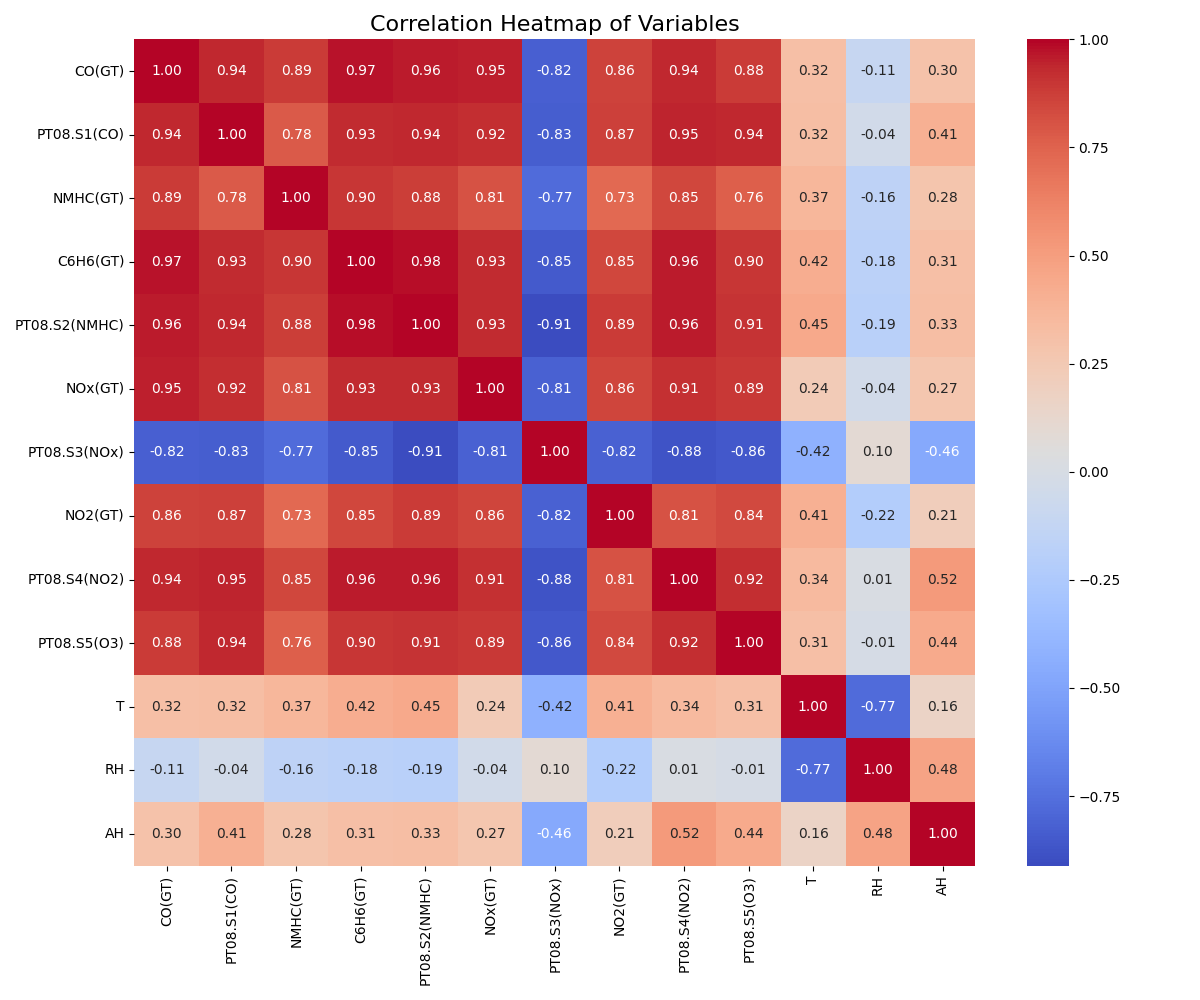 Correlation Heatmap of Variables
CO(GT) 1.00 0.94 0.89 0.97 0.96 0.95 -0.82 0.86 0.94 0.88 0.32 -0.11 0.30
PT08.S1(CO) 0.94 1.00 0.78 0.93 0.94 0.92 -0.83 0.87 0.95 0.94 0.32 -0.04 0.41
NMHC(GT) 0.89 0.78 1.00 0.90 0.88 0.81 -0.77 0.73 0.85 0.76 0.37 -0.16 0.28
C6H6(GT) 0.97 0.93 0.90 1.00 0.98 0.93 -0.85 0.85 0.96 0.90 0.42 -0.18 0.31
PT08.S2(NMHC) 0.96 0.94 0.88 0.98 1.00 0.93 -0.91 0.89 0.96 0.91 0.45 -0.19 0.33
NOx(GT) 0.95 0.92 0.81 0.93 0.93 1.00 -0.81 0.86 0.91 0.89 0.24 -0.04 0.27
PT08.S3(NOx) -0.82 -0.83 -0.77 -0.85 -0.91 -0.81 1.00 -0.82 -0.88 -0.86 -0.42 0.10 -0.46
NO2(GT) 0.86 0.87 0.73 0.85 0.89 0.86 -0.82 1.00 0.81 0.84 0.41 -0.22 0.21
PT08.S4(NO2) 0.94 0.95 0.85 0.96 0.96 0.91 -0.88 0.81 1.00 0.92 0.34 0.01 0.52
PT08.S5(O3) 0.88 0.94 0.76 0.90 0.91 0.89 -0.86 0.84 0.92 1.00 0.31 -0.01 0.44
T 0.32 0.32 0.37 0.42 0.45 0.24 -0.42 0.41 0.34 0.31 1.00 -0.77 0.16
RH -0.11 -0.04 -0.16 -0.18 -0.19 -0.04 0.10 -0.22 0.01 -0.01 -0.77 1.00 0.48
AH 0.30 0.41 0.28 0.31 0.33 0.27 -0.46 0.21 0.52 0.44 0.16 0.48 1.00
CO(GT) PT08.S1(CO) NMHC(GT) C6H6(GT) PT08.S2(NMHC) NOx(GT) PT08.S3(NOx) NO2(GT) PT08.S4(NO2) PT08.S5(O3) T RH AH
1.00
0.75
0.50
0.25
0.00
−0.25
−0.50
−0.75